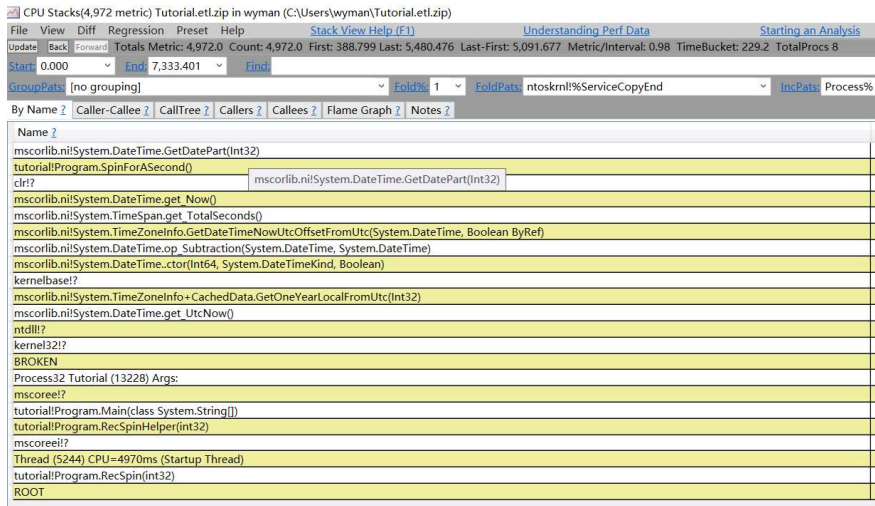 CPU Stacks(4,972 metric) Tutorial.etl.zip in wyman (C:\Users\wyman\Tutorial.etl.zip)
File View Diff Regression Preset Help Stack View Help (F1) Understanding Perf Data Starting an Analysis
Update Back Forward Totals Metric: 4,972.0 Count: 4,972.0 First: 388.799 Last: 5,480.476 Last-First: 5,091.677 Metric/Interval: 0.98 TimeBucket: 229.2 TotalProcs 8
Start: 0.000 End: 7,333.401 Find:
GroupPats: [no grouping] Fold%: 1 FoldPats: ntoskrnl!%ServiceCopyEnd IncPats: Process%
By Name ? Caller-Callee ? CallTree ? Callers ? Callees ? Flame Graph ? Notes ?
Name ?
mscorlib.ni!System.DateTime.GetDatePart(Int32)
tutorial!Program.SpinForASecond()
mscorlib.ni!System.DateTime.GetDatePart(Int32)
clr!?
mscorlib.ni!System.DateTime.get_Now()
mscorlib.ni!System.TimeSpan.get_TotalSeconds()
mscorlib.ni!System.TimeZoneInfo.GetDateTimeNowUtcOffsetFromUtc(System.DateTime, Boolean ByRef)
mscorlib.ni!System.DateTime.op_Subtraction(System.DateTime, System.DateTime)
mscorlib.ni!System.DateTime..ctor(Int64, System.DateTimeKind, Boolean)
kernelbase!?
mscorlib.ni!System.TimeZoneInfo+CachedData.GetOneYearLocalFromUtc(Int32)
mscorlib.ni!System.DateTime.get_UtcNow()
ntdll!?
kernel32!?
BROKEN
Process32 Tutorial (13228) Args:
mscoree!?
tutorial!Program.Main(class System.String[])
tutorial!Program.RecSpinHelper(int32)
mscoreei!?
Thread (5244) CPU=4970ms (Startup Thread)
tutorial!Program.RecSpin(int32)
ROOT